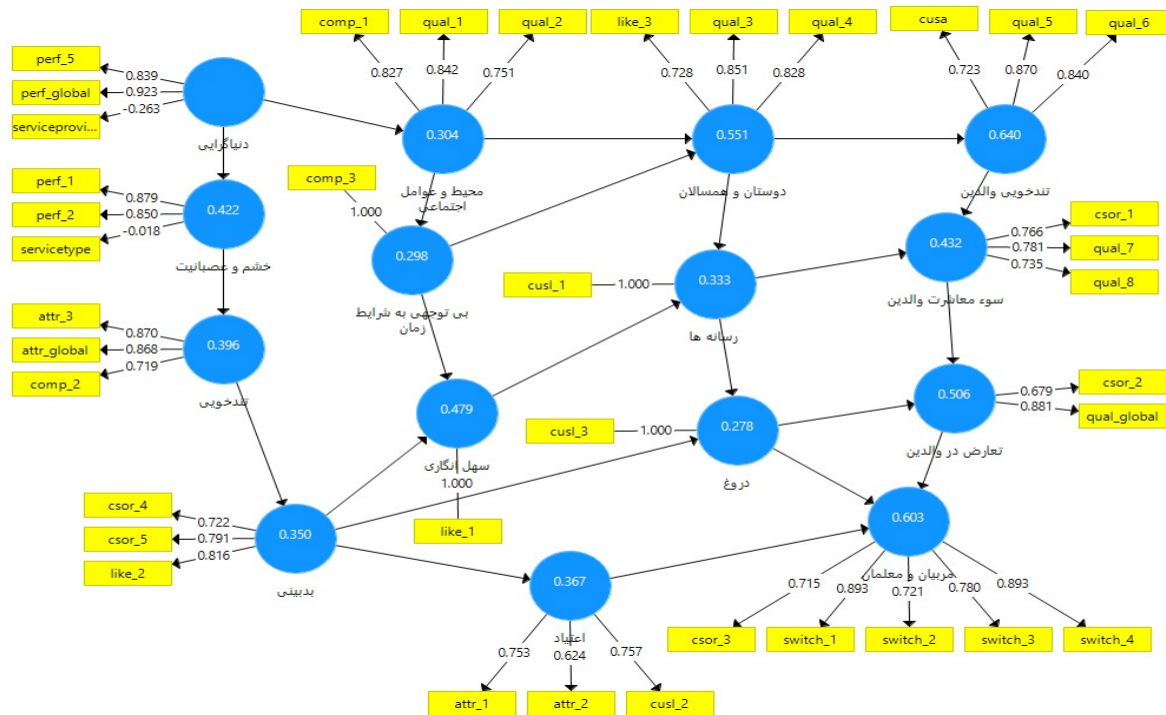 comp_1
qual_1
qual_2
like_3
qual_3
qual_4
cusa
qual_5
qual_6
perf_5
perf_global
serviceprovi...
0.839
0.923
-0.263
دنیاگرایی
0.827
0.842
0.751
0.304
محیط و عوامل
اجتماعی
0.728
0.851
0.828
0.551
دوستان و همسالان
0.723
0.870
0.840
0.640
تندخویی والدین
perf_1
perf_2
servicetype
0.879
0.850
-0.018
0.422
خشم و عصبانیت
comp_3
1.000
0.298
بی توجهی به شرایط
زمان
cusl_1
1.000
0.333
رسانه ها
0.432
سوء معاشرت والدین
0.766
0.781
0.735
csor_1
qual_7
qual_8
attr_3
attr_global
comp_2
0.870
0.868
0.719
0.396
تندخویی
0.479
سهل انگاری
1.000
like_1
cusl_3
1.000
0.278
دروغ
0.506
تعارض در والدین
0.679
0.881
csor_2
qual_global
csor_4
csor_5
like_2
0.722
0.791
0.816
0.350
بدبینی
0.367
اعتیاد
0.753
0.624
0.757
attr_1
attr_2
cusl_2
0.603
مربیان و معلمان
0.715
0.893
0.721
0.780
0.893
csor_3
switch_1
switch_2
switch_3
switch_4